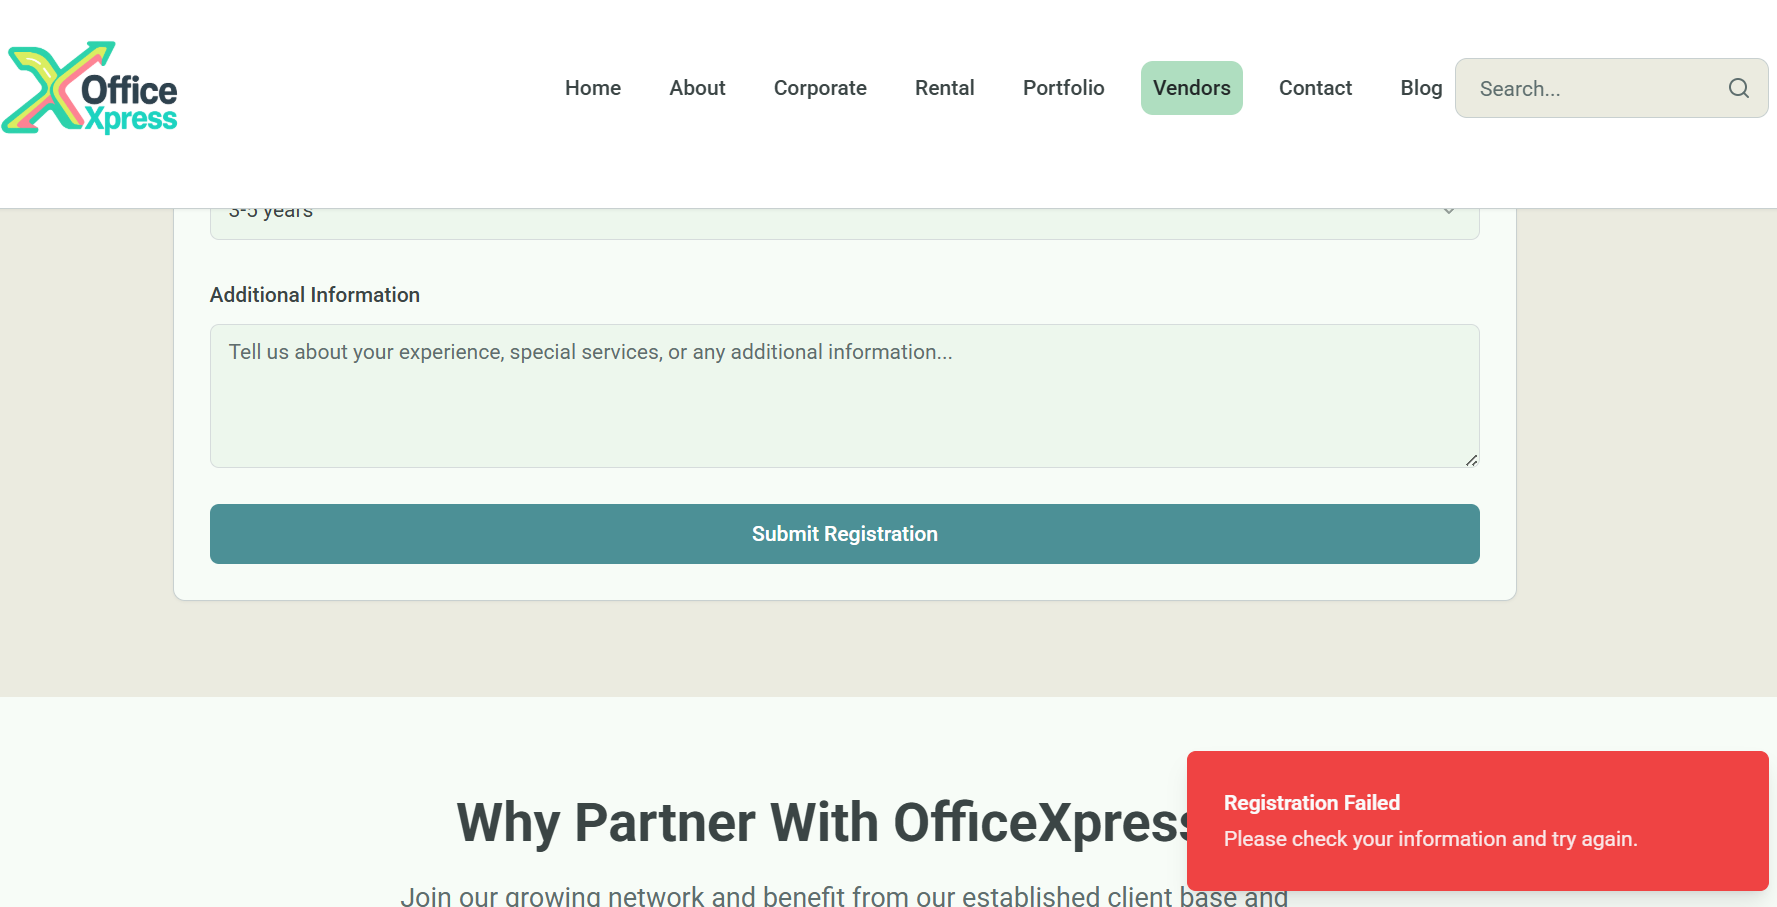 Office
Xpress
Home About Corporate Rental Portfolio Vendors Contact Blog Search...
3-5 years
Additional Information
Tell us about your experience, special services, or any additional information...
Submit Registration
Why Partner With OfficeXpress
Registration Failed
Please check your information and try again.
Join our growing network and benefit from our established client base and